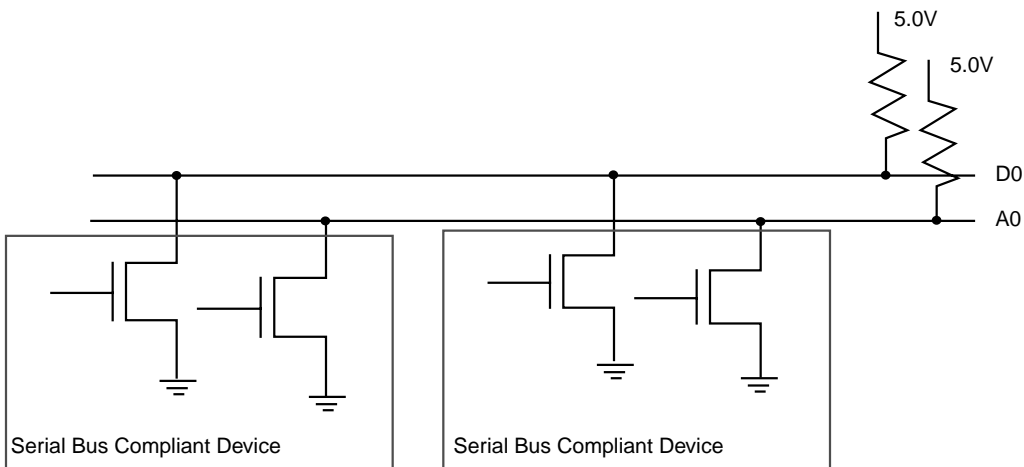 5.0V
5.0V
D0
A0
Serial Bus Compliant Device
Serial Bus Compliant Device